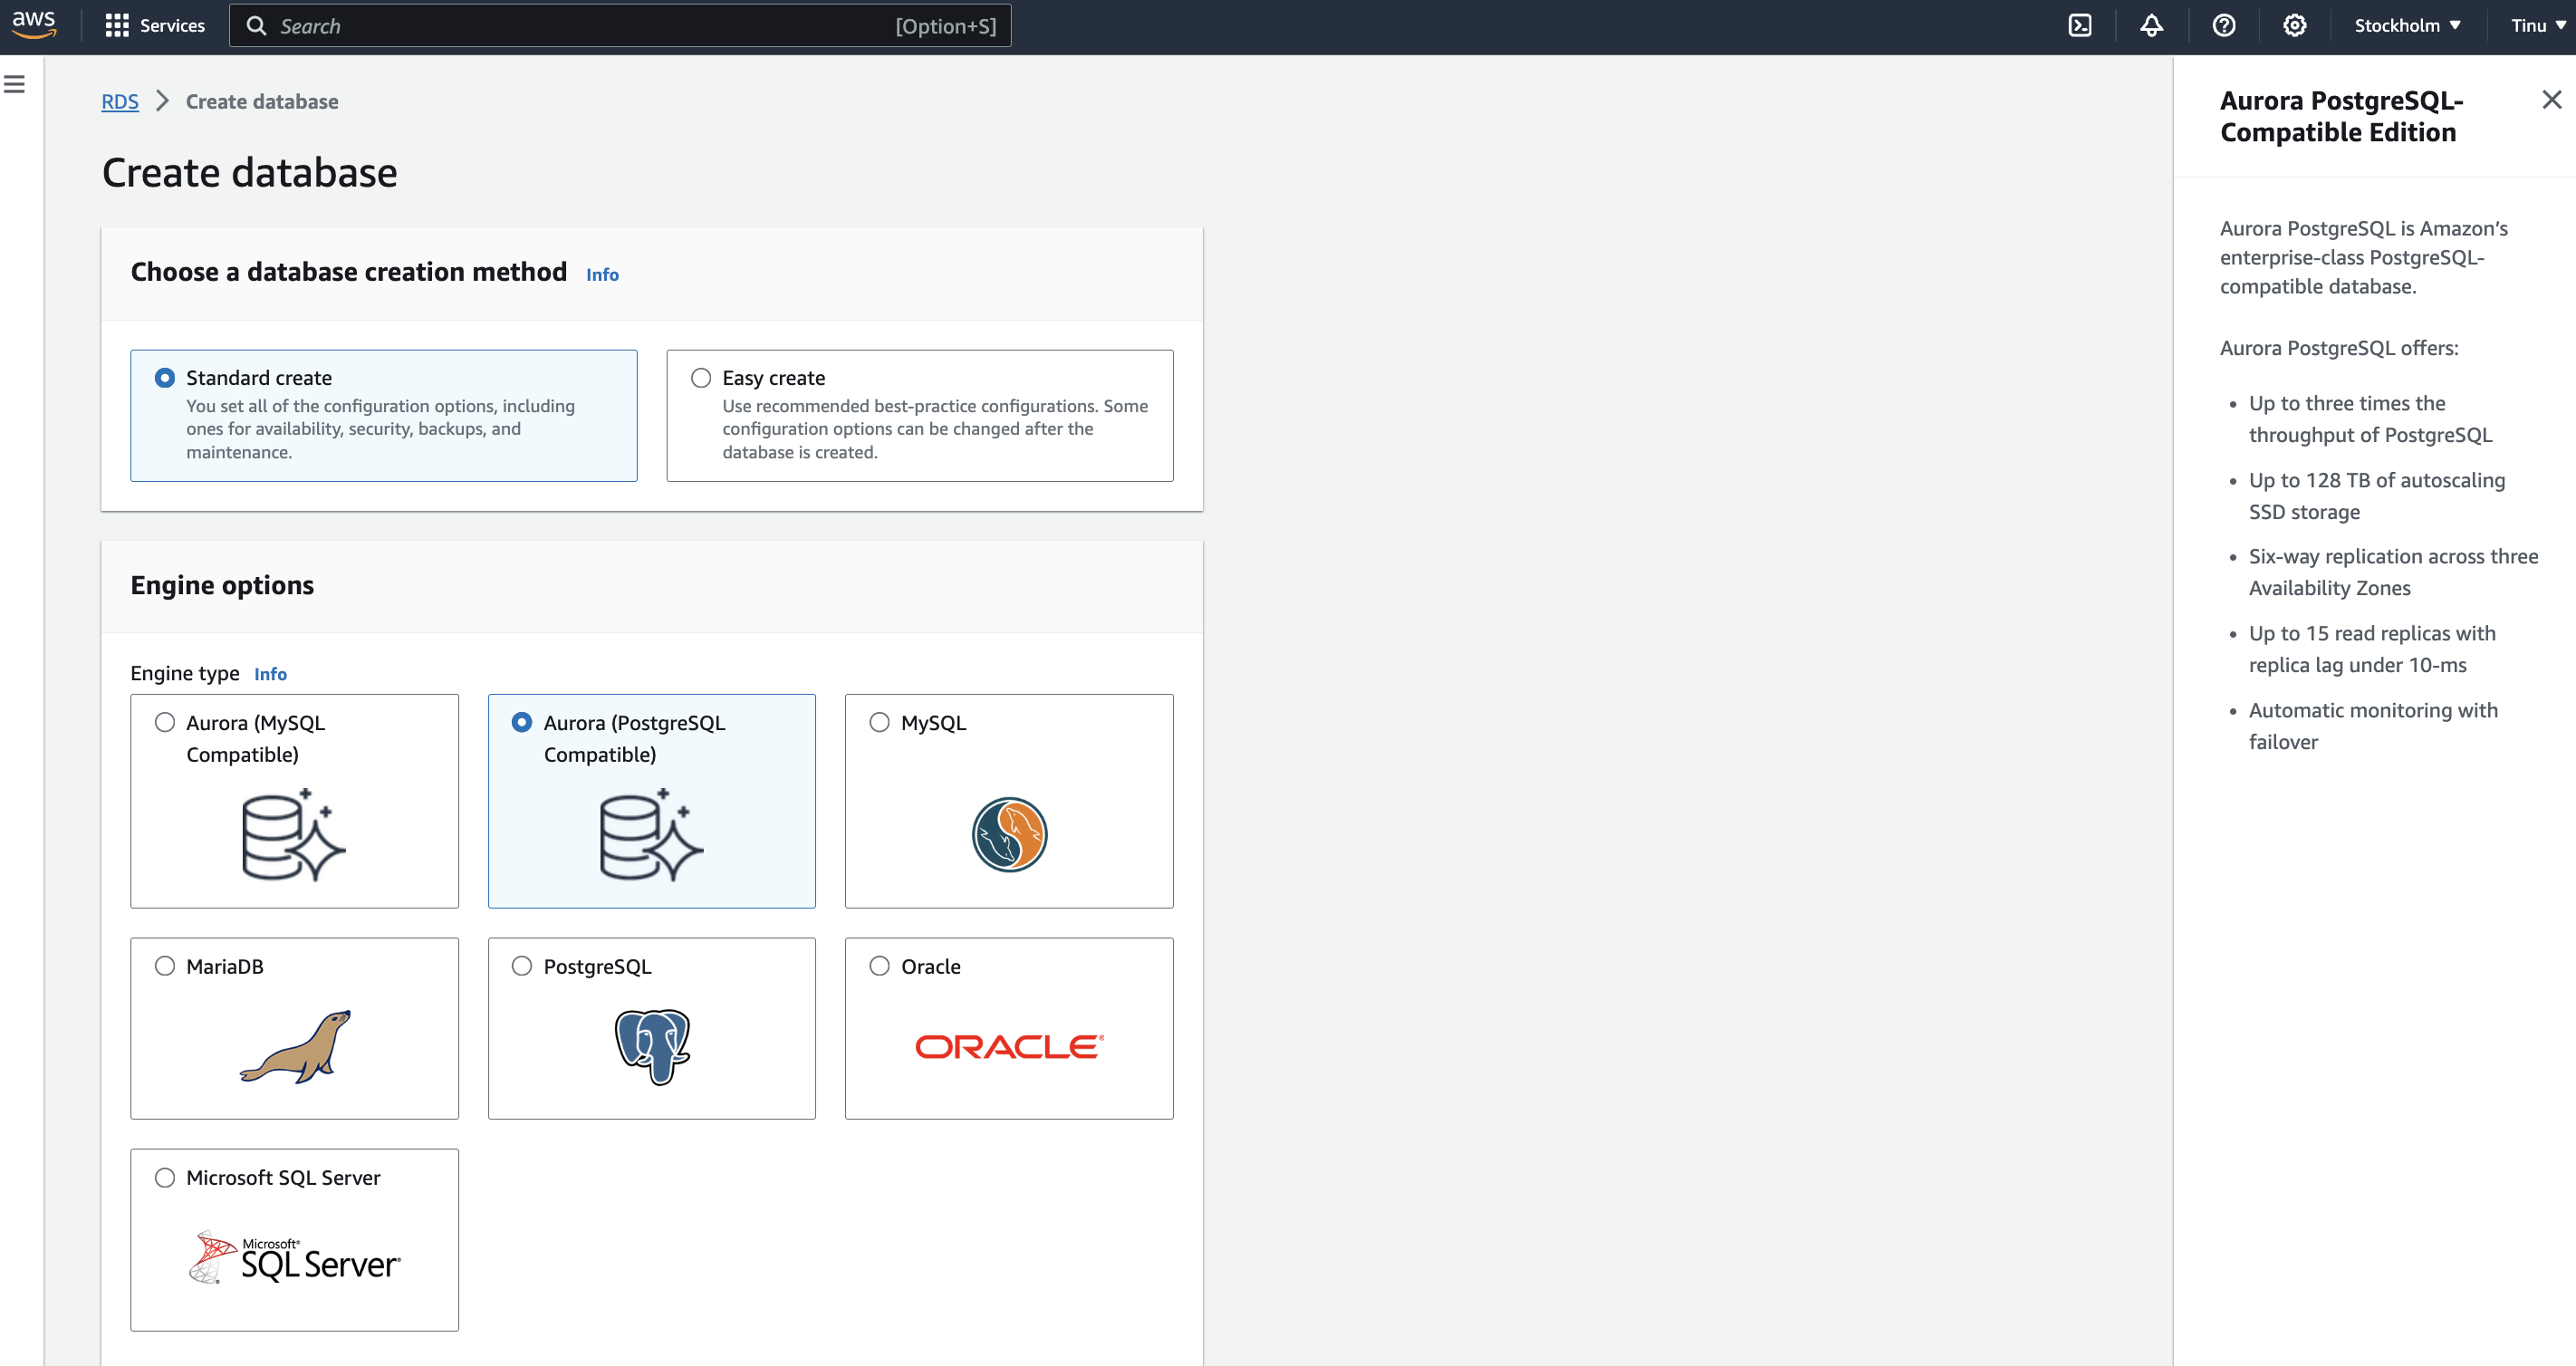 aws
Services
Search
[Option+S]
Stockholm ▼
Tinu ▼
RDS
Create database
Create database
Choose a database creation method Info
Standard create
You set all of the configuration options, including
ones for availability, security, backups, and
maintenance.
Easy create
Use recommended best-practice configurations. Some
configuration options can be changed after the
database is created.
Engine options
Engine type Info
Aurora (MySQL
Compatible)
Aurora (PostgreSQL
Compatible)
MySQL
MariaDB
PostgreSQL
Oracle
ORACLE®
Microsoft SQL Server
Microsoft®
SQL Server®
Aurora PostgreSQL-
Compatible Edition
Aurora PostgreSQL is Amazon’s
enterprise-class PostgreSQL-
compatible database.
Aurora PostgreSQL offers:
• Up to three times the
throughput of PostgreSQL
• Up to 128 TB of autoscaling
SSD storage
• Six-way replication across three
Availability Zones
• Up to 15 read replicas with
replica lag under 10-ms
• Automatic monitoring with
failover